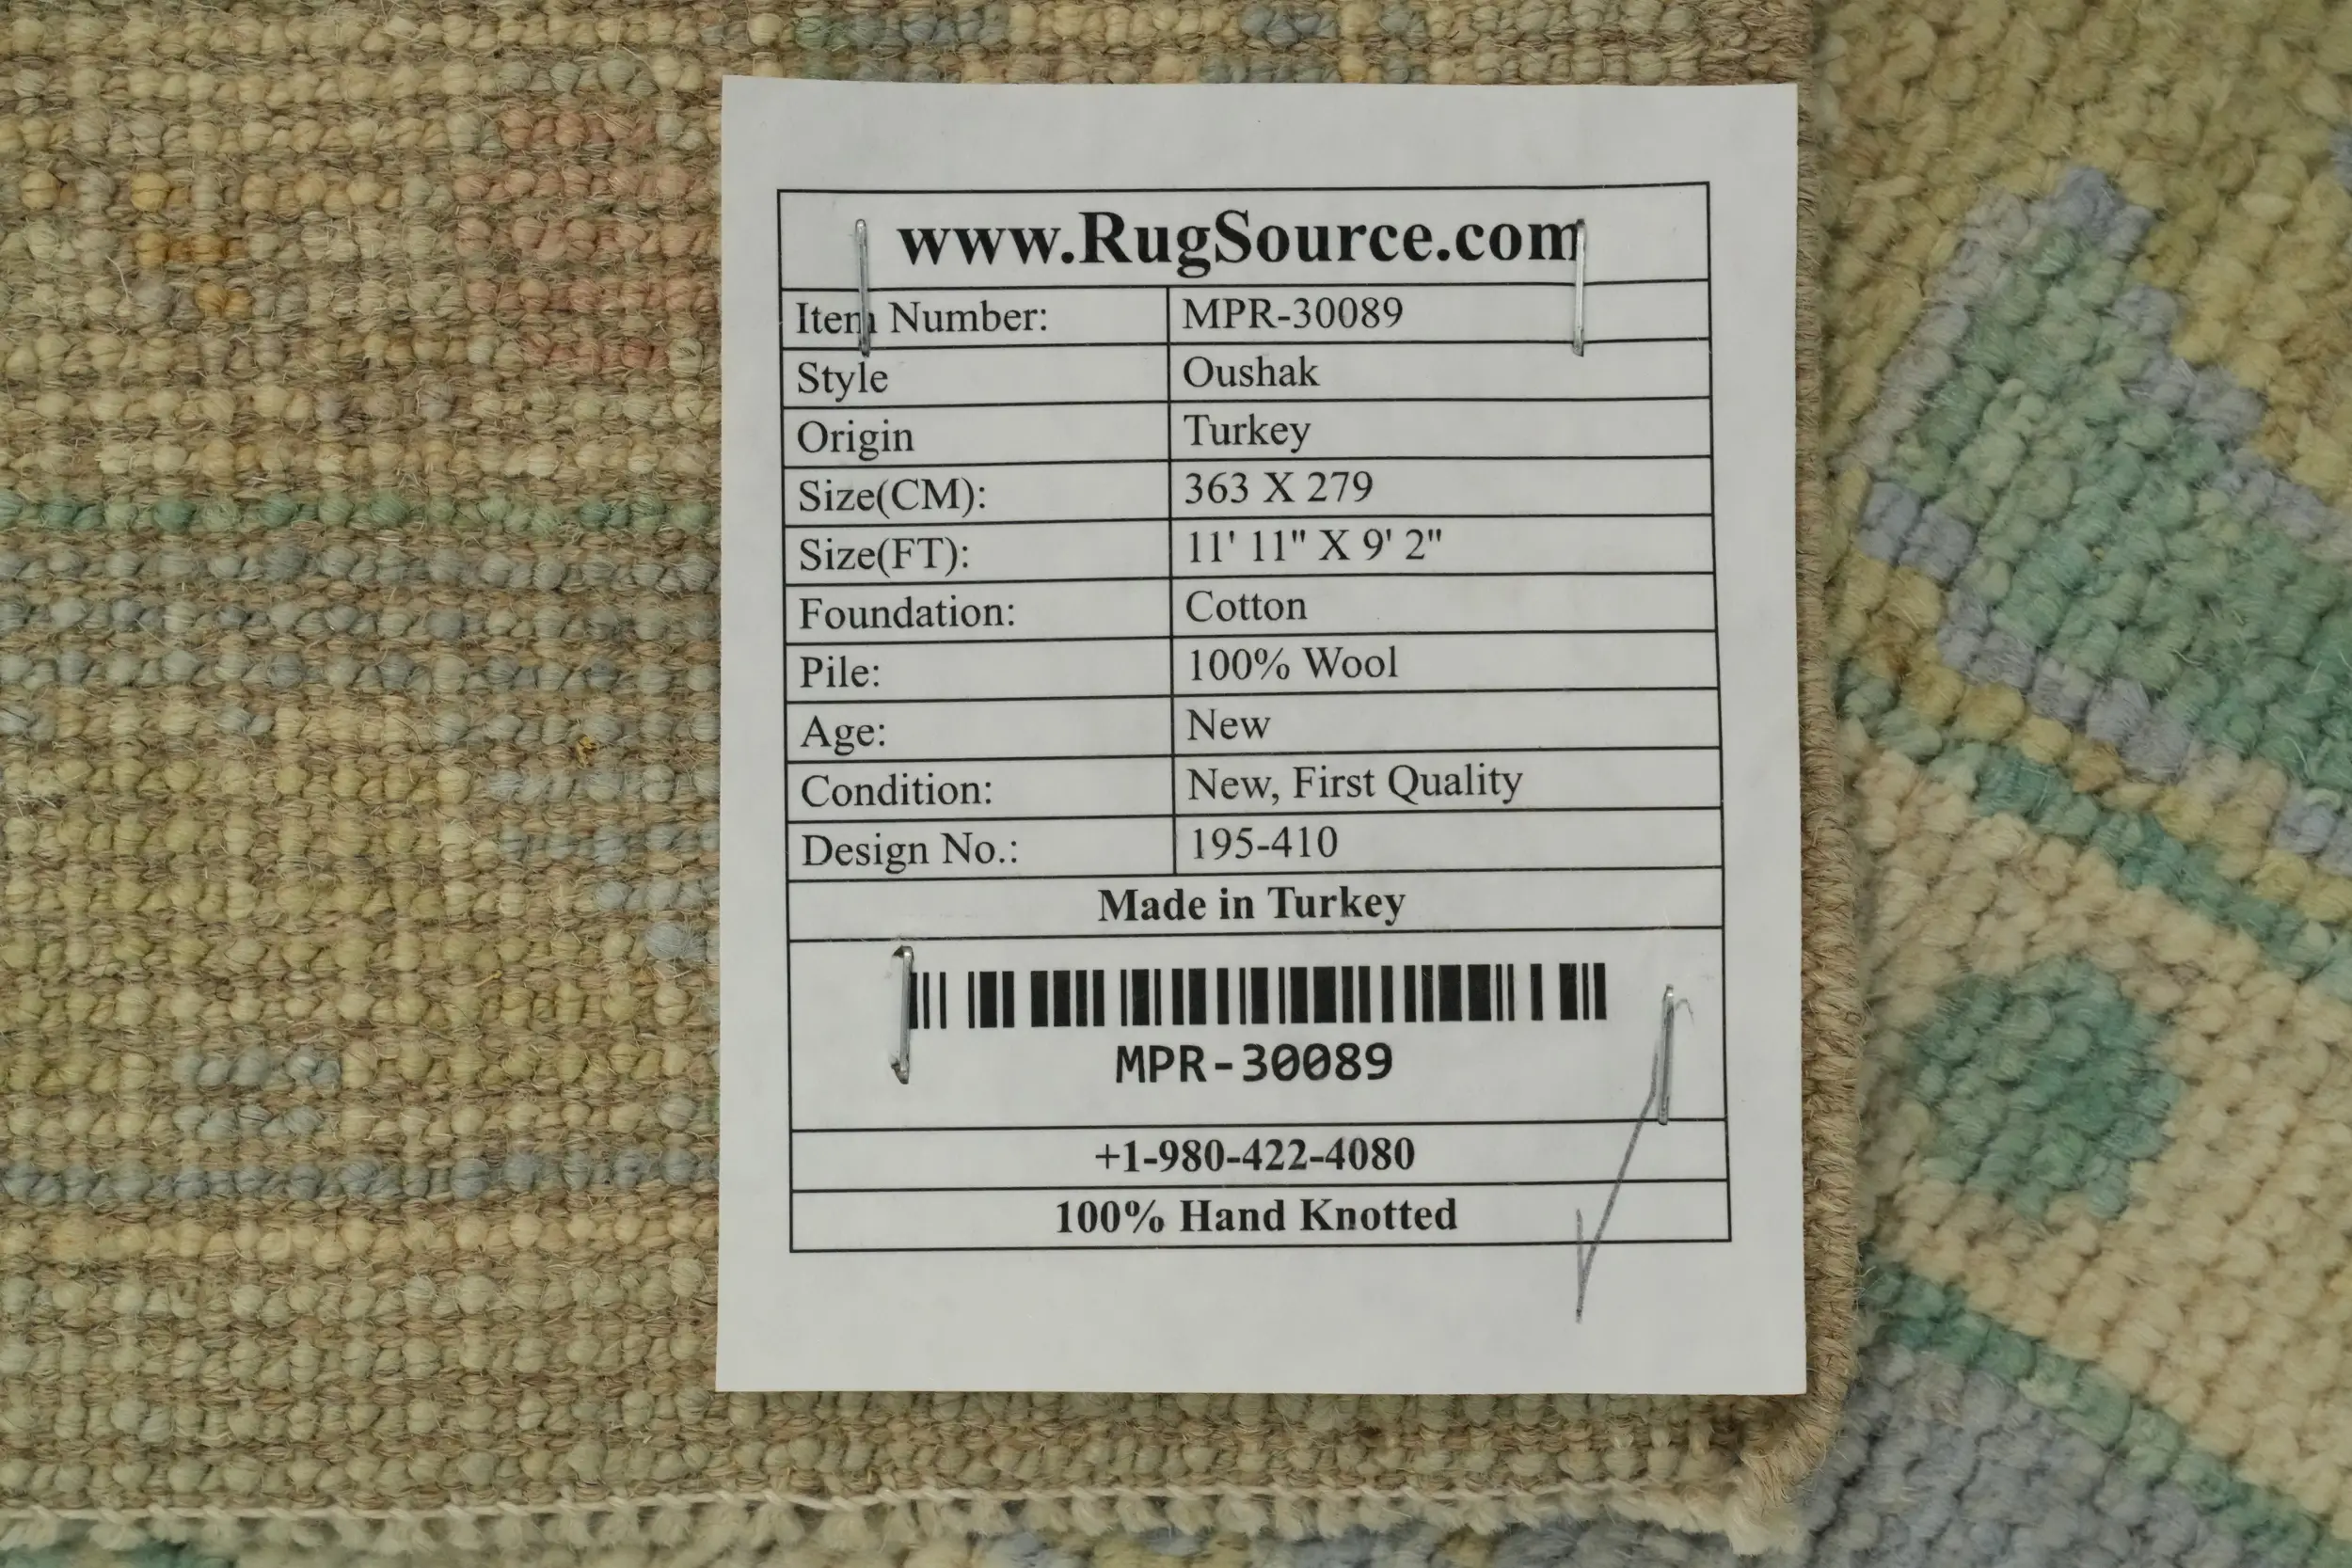 www.RugSource.com
Item Number: MPR-30089
Style Oushak
Origin Turkey
Size(CM): 363 X 279
Size(FT): 11' 11" X 9' 2"
Foundation: Cotton
Pile: 100% Wool
Age: New
Condition: New, First Quality
Design No.: 195-410
Made in Turkey
MPR-30089
+1-980-422-4080
100% Hand Knotted